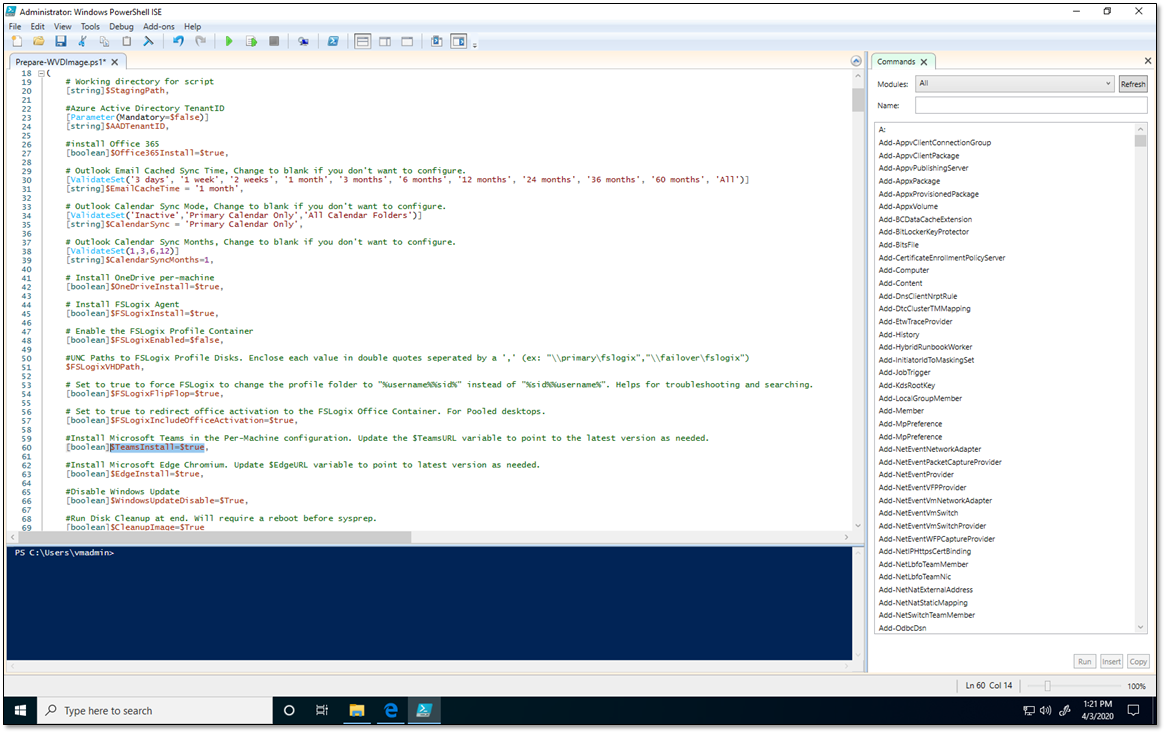 Administrator: Windows PowerShell ISE
File Edit View Tools Debug Add-ons Help
Prepare-WVDImage.ps1*
18 (
19 # Working directory for script
20 [string]$StagingPath,
21
22 #Azure Active Directory TenantID
23 [Parameter(Mandatory=$false)]
24 [string]$AADTenantID,
25
26 #install Office 365
27 [boolean]$Office365Install=$true,
28
29 # Outlook Email Cached Sync Time, Change to blank if you don't want to configure.
30 [ValidateSet('3 days', '1 week', '2 weeks', '1 month', '3 months', '6 months', '12 months', '24 months', '36 months', '60 months', 'All')]
31 [string]$EmailCacheTime = '1 month',
32
33 # Outlook Calendar Sync Mode, Change to blank if you don't want to configure.
34 [ValidateSet('Inactive','Primary Calendar Only','All Calendar Folders')]
35 [string]$CalendarSync = 'Primary Calendar Only',
36
37 # Outlook Calendar Sync Months, Change to blank if you don't want to configure.
38 [ValidateSet(1,3,6,12)]
39 [string]$CalendarSyncMonths=1,
40
41 # Install OneDrive per-machine
42 [boolean]$OneDriveInstall=$true,
43
44 # Install FSLogix Agent
45 [boolean]$FSLogixInstall=$true,
46
47 # Enable the FSLogix Profile Container
48 [boolean]$FSLogixEnabled=$false,
49
50 #UNC Paths to FSLogix Profile Disks. Enclose each value in double quotes seperated by a ',' (ex: "\\primary\fslogix","\\failover\fslogix")
51 $FSLogixVHDPath,
52
53 # Set to true to force FSLogix to change the profile folder to "%username%%sid%" instead of "%sid%%username%". Helps for troubleshooting and searching.
54 [boolean]$FSLogixFlipFlop=$true,
55
56 # Set to true to redirect office activation to the FSLogix Office Container. For Pooled desktops.
57 [boolean]$FSLogixIncludeOfficeActivation=$true,
58
59 #Install Microsoft Teams in the Per-Machine configuration. Update the $TeamsURL variable to point to the latest version as needed.
60 [boolean]$TeamsInstall=$true,
61
62 #Install Microsoft Edge Chromium. Update $EdgeURL variable to point to latest version as needed.
63 [boolean]$EdgeInstall=$true,
64
65 #Disable Windows Update
66 [boolean]$WindowsUpdateDisable=$True,
67
68 #Run Disk Cleanup at end. Will require a reboot before sysprep.
69 [boolean]$CleanupImage=$True
PS C:\Users\vmadmin>
Commands
Modules: All Refresh
Name:
A:
Add-AppvClientConnectionGroup
Add-AppvClientPackage
Add-AppvPublishingServer
Add-AppxPackage
Add-AppxProvisionedPackage
Add-AppxVolume
Add-BCDataCacheExtension
Add-BitLockerKeyProtector
Add-BitsFile
Add-CertificateEnrollmentPolicyServer
Add-Computer
Add-Content
Add-DnsClientNrptRule
Add-DtcClusterTMMapping
Add-EtwTraceProvider
Add-History
Add-HybridRunbookWorker
Add-InitiatorIdToMaskingSet
Add-JobTrigger
Add-KdsRootKey
Add-LocalGroupMember
Add-Member
Add-MpPreference
Add-MpPreference
Add-NetEventNetworkAdapter
Add-NetEventPacketCaptureProvider
Add-NetEventProvider
Add-NetEventVFPProvider
Add-NetEventVmNetworkAdapter
Add-NetEventVmSwitch
Add-NetEventVmSwitchProvider
Add-NetEventWFPCaptureProvider
Add-NetIPHttpsCertBinding
Add-NetLbfoTeamMember
Add-NetLbfoTeamNic
Add-NetNatExternalAddress
Add-NetNatStaticMapping
Add-NetSwitchTeamMember
Add-OdbcDsn
Run Insert Copy
Ln 60 Col 14 100%
Type here to search
1:21 PM
4/3/2020